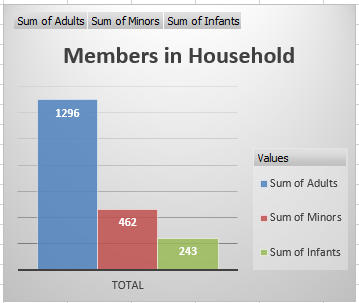 Sum of Adults Sum of Minors Sum of Infants
Members in Household
1296
462
243
TOTAL
Values
Sum of Adults
Sum of Minors
Sum of Infants